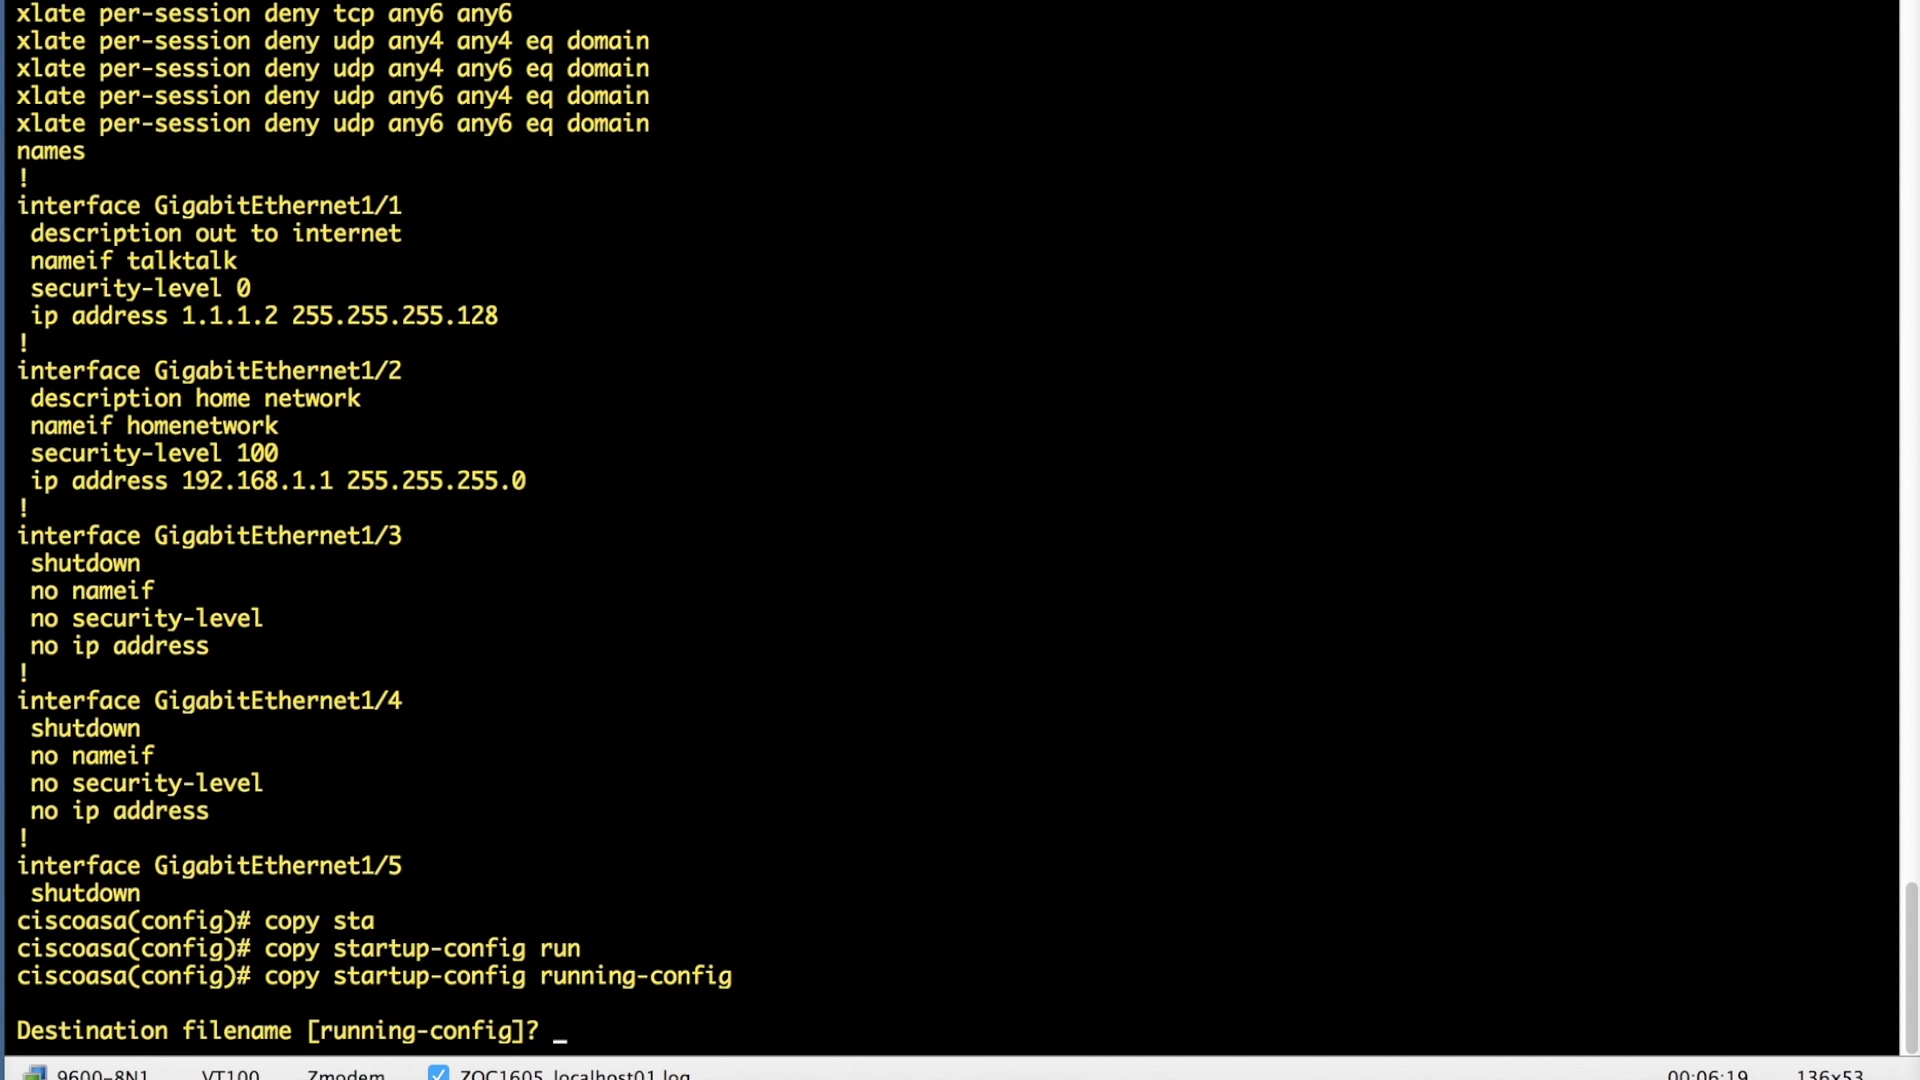 xlate per-session deny tcp any6 any6
xlate per-session deny udp any4 any4 eq domain
xlate per-session deny udp any4 any6 eq domain
xlate per-session deny udp any6 any4 eq domain
xlate per-session deny udp any6 any6 eq domain
names
!
interface GigabitEthernet1/1
 description out to internet
 nameif talktalk
 security-level 0
 ip address 1.1.1.2 255.255.255.128
!
interface GigabitEthernet1/2
 description home network
 nameif homenetwork
 security-level 100
 ip address 192.168.1.1 255.255.255.0
!
interface GigabitEthernet1/3
 shutdown
 no nameif
 no security-level
 no ip address
!
interface GigabitEthernet1/4
 shutdown
 no nameif
 no security-level
 no ip address
!
interface GigabitEthernet1/5
 shutdown
ciscoasa(config)# copy sta
ciscoasa(config)# copy startup-config run
ciscoasa(config)# copy startup-config running-config
Destination filename [running-config]? _
9600-8N1 VT100 Zmodem ZOC1605_localhost01.log 00:06:19 136x53